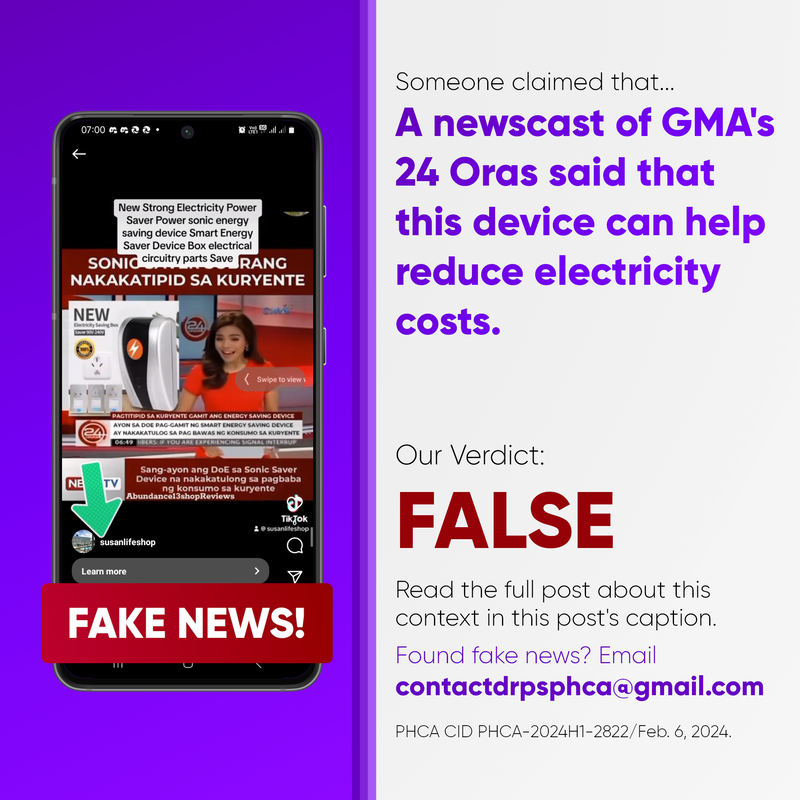 07:00
New Strong Electricity Power
Saver Power sonic energy
saving device Smart Energy
Saver Device Box electrical
circuitry parts Save
SONIC RANG
NAKAKATIPID SA KURYENTE
NEW
Electricity Saving Box
24
Swipe to view
PAGTITIPID SA KURYENTE GAMIT ANG ENERGY SAVING DEVICE
AYON SA DOE PAG-GAMIT NG SMART ENERGY SAVING DEVICE
AY NAKAKATULOG SA PAG BAWAS NG KONSUMO SA KURYENTE
24
06:49 IBERS: IF YOU ARE EXPERIENCING SIGNAL INTERRUP
NE TV
Sang-ayon ang DoE sa Sonic Saver
Device na nakakatulong sa pagbaba
ng konsumo sa kuryente
Abundance13shopReviews
TikTok
@susanlifeshop
susanlifeshop
Learn more
FAKE NEWS!
Someone claimed that...
A newscast of GMA's
24 Oras said that
this device can help
reduce electricity
costs.
Our Verdict:
FALSE
Read the full post about this
context in this post's caption.
Found fake news? Email
contactdrpsphca@gmail.com
PHCA CID PHCA-2024H1-2822/Feb. 6, 2024.